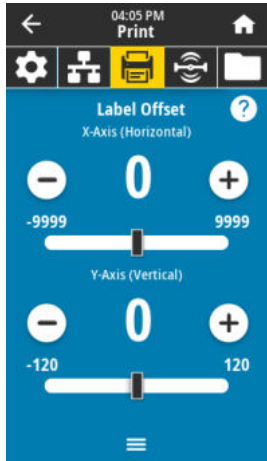 04:05 PM
Print
Label Offset
?
X-Axis (Horizontal)
0
-9999 9999
Y-Axis (Vertical)
0
-120 120